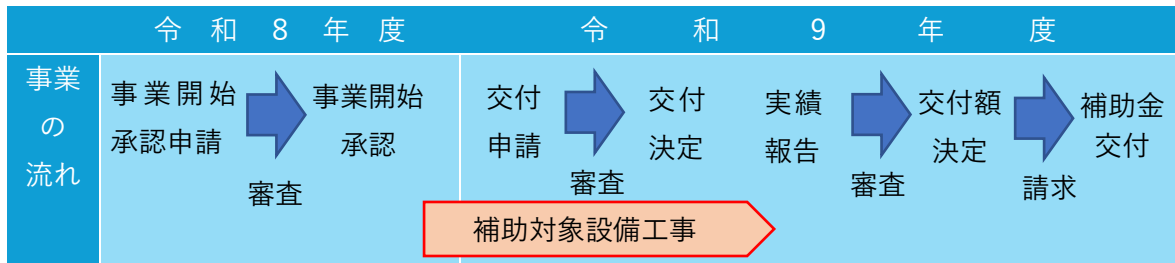 令和8年度
令和9年度
事業
の
流れ
事業開始
承認申請
審査
事業開始
承認
交付
申請
審査
交付
決定
実績
報告
審査
交付額
決定
請求
補助金
交付
補助対象設備工事